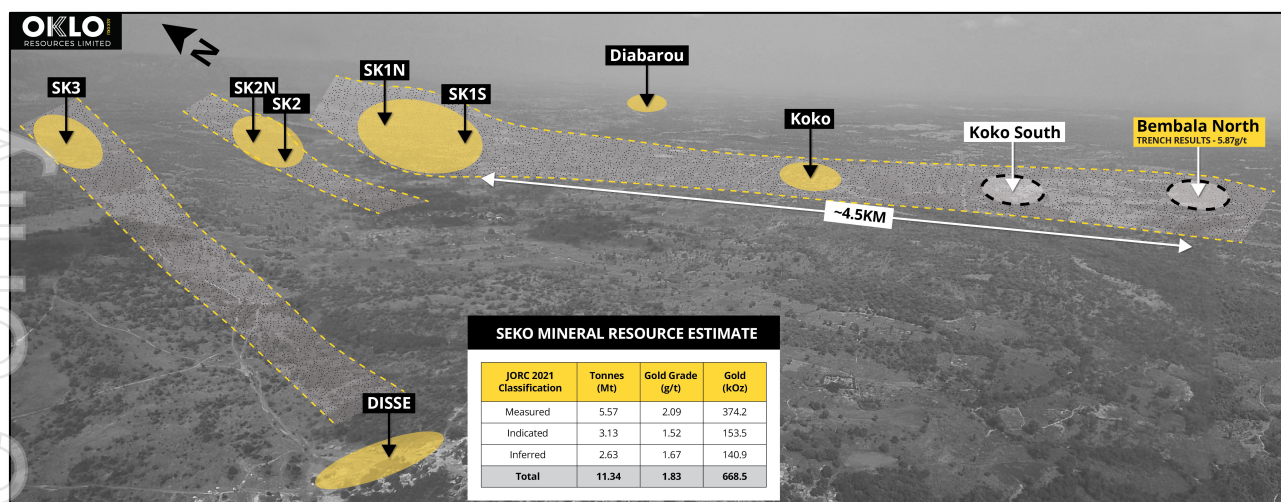 OKLO
RESOURCES LIMITED
N
SK3
SK2N
SK2
SK1N
SK1S
Diabarou
Koko
Koko South
Bembala North
TRENCH RESULTS - 5.87g/t
~4.5KM
DISSE
SEKO MINERAL RESOURCE ESTIMATE
JORC 2021 Classification Tonnes (Mt) Gold Grade (g/t) Gold (kOz)
Measured 5.57 2.09 374.2
Indicated 3.13 1.52 153.5
Inferred 2.63 1.67 140.9
Total 11.34 1.83 668.5